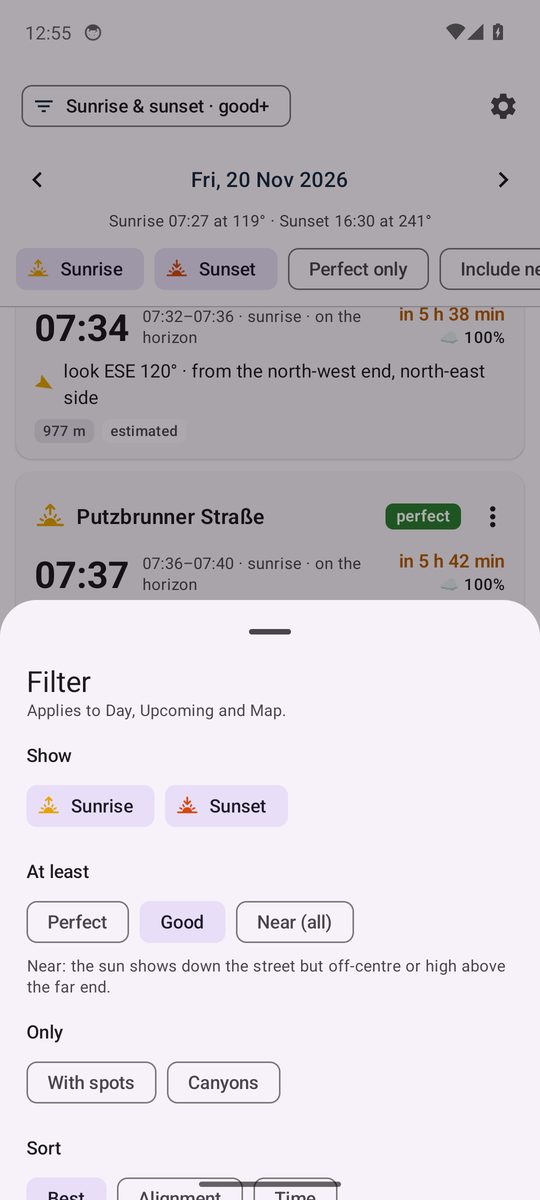 12:55
Sunrise & sunset · good+
Fri, 20 Nov 2026
Sunrise 07:27 at 119° · Sunset 16:30 at 241°
Sunrise
Sunset
Perfect only
Include ne
07:34
07:32–07:36 · sunrise · on the
horizon
in 5 h 38 min
100%
look ESE 120° · from the north-west end, north-east
side
977 m
estimated
Putzbrunner Straße
perfect
07:37
07:36–07:40 · sunrise · on the
horizon
in 5 h 42 min
100%
Filter
Applies to Day, Upcoming and Map.
Show
Sunrise
Sunset
At least
Perfect
Good
Near (all)
Near: the sun shows down the street but off-centre or high above
the far end.
Only
With spots
Canyons
Sort
Best
Alignment
Time